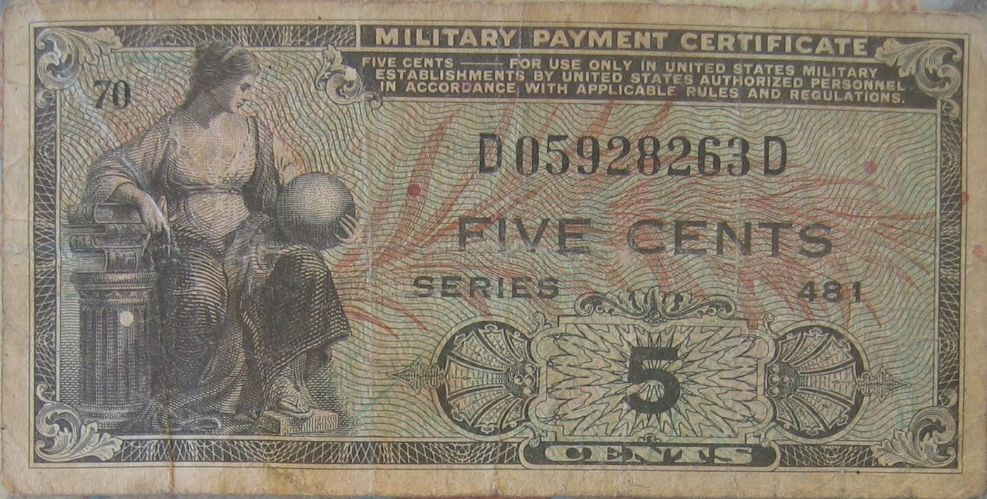 MILITARY PAYMENT CERTIFICATE
FIVE CENTS —— FOR USE ONLY IN UNITED STATES MILITARY
ESTABLISHMENTS BY UNITED STATES AUTHORIZED PERSONNEL
IN ACCORDANCE WITH APPLICABLE RULES AND REGULATIONS.
70
D05928263D
FIVE CENTS
SERIES 481
5
CENTS